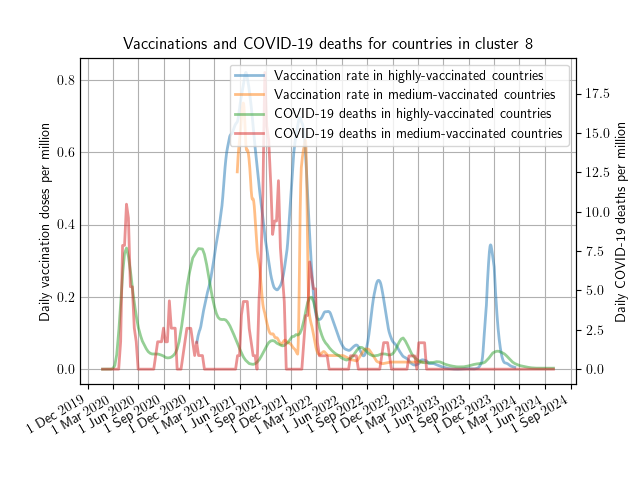 Vaccinations and COVID-19 deaths for countries in cluster 8
Vaccination rate in highly-vaccinated countries
Vaccination rate in medium-vaccinated countries
COVID-19 deaths in highly-vaccinated countries
COVID-19 deaths in medium-vaccinated countries
Daily vaccination doses per million
0.8
0.6
0.4
0.2
0.0
Daily COVID-19 deaths per million
17.5
15.0
12.5
10.0
7.5
5.0
2.5
0.0
1 Dec 2019
1 Mar 2020
1 Jun 2020
1 Sep 2020
1 Dec 2020
1 Mar 2021
1 Jun 2021
1 Sep 2021
1 Dec 2021
1 Mar 2022
1 Jun 2022
1 Sep 2022
1 Dec 2022
1 Mar 2023
1 Jun 2023
1 Sep 2023
1 Dec 2023
1 Mar 2024
1 Jun 2024
1 Sep 2024